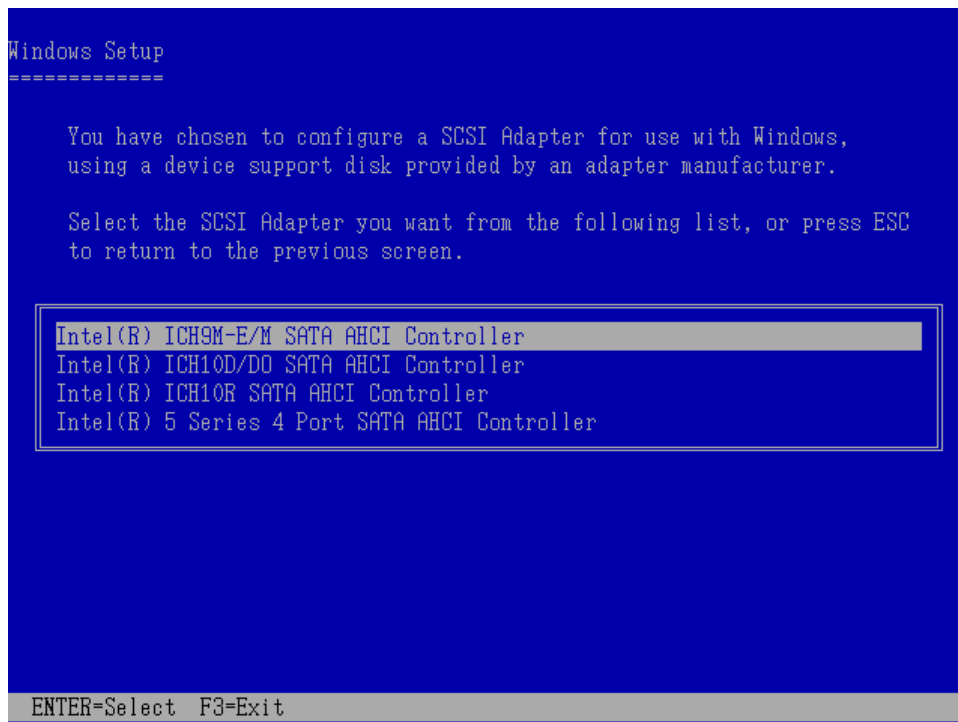 Windows Setup
=============
You have chosen to configure a SCSI Adapter for use with Windows,
using a device support disk provided by an adapter manufacturer.
Select the SCSI Adapter you want from the following list, or press ESC
to return to the previous screen.
Intel(R) ICH9M-E/M SATA AHCI Controller
Intel(R) ICH10D/DO SATA AHCI Controller
Intel(R) ICH10R SATA AHCI Controller
Intel(R) 5 Series 4 Port SATA AHCI Controller
ENTER=Select  F3=Exit